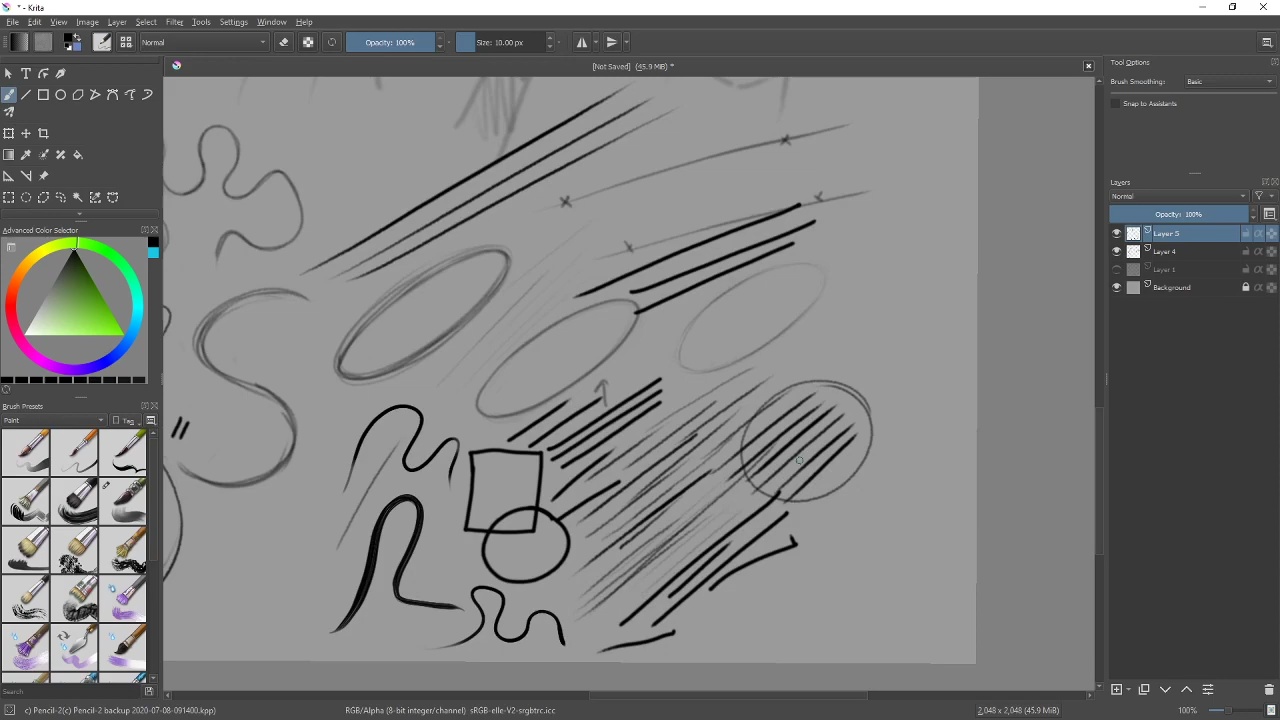 - Krita
File Edit View Image Layer Select Filter Tools Settings Window Help
Normal
Opacity: 100%
Size: 10.00 px
[Not Saved] (45.9 MiB) *
Tool Options
Brush Smoothing: Basic
Snap to Assistants
Layers
Normal
Opacity: 100%
Layer 5
Layer 4
Layer 1
Background
Advanced Color Selector
Brush Presets
Paint
Tag
Search
c) Pencil-2(c) Pencil-2 backup 2020-07-08-091400.kpp)
RGB/Alpha (8-bit integer/channel) sRGB-elle-V2-srgbtrc.icc
2,048 x 2,048 (45.9 MiB)
100%